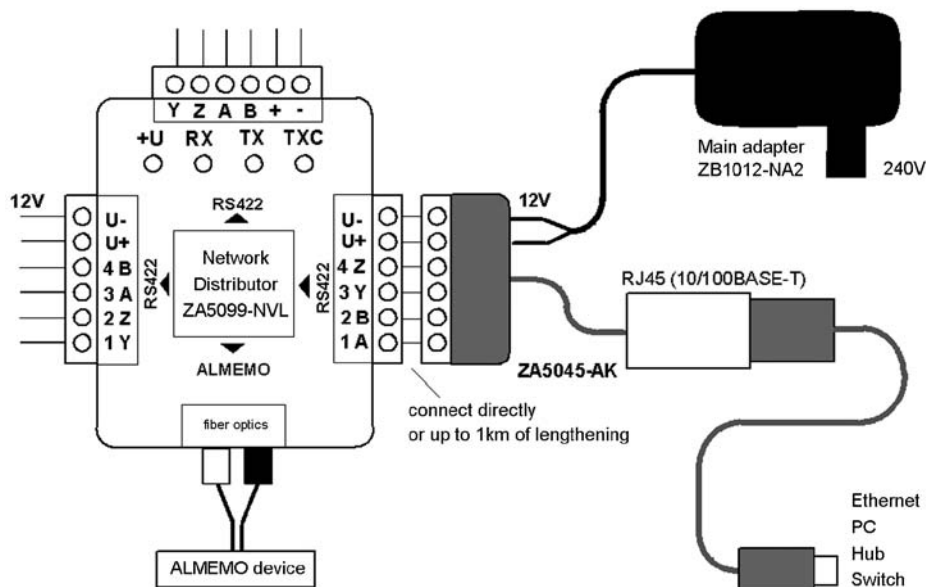 Y Z A B + -
+U RX TX TXC
Main adapter
ZB1012-NA2
240V
12V
RS422
12V
U-
U+
4 B
3 A
2 Z
1 Y
RS422
Network
Distributor
ZA5099-NVL
RS422
U-
U+
4 Z
3 Y
2 B
1 A
ALMEMO
RJ45 (10/100BASE-T)
ZA5045-AK
connect directly
or up to 1km of lengthening
fiber optics
ALMEMO device
Ethernet
PC
Hub
Switch